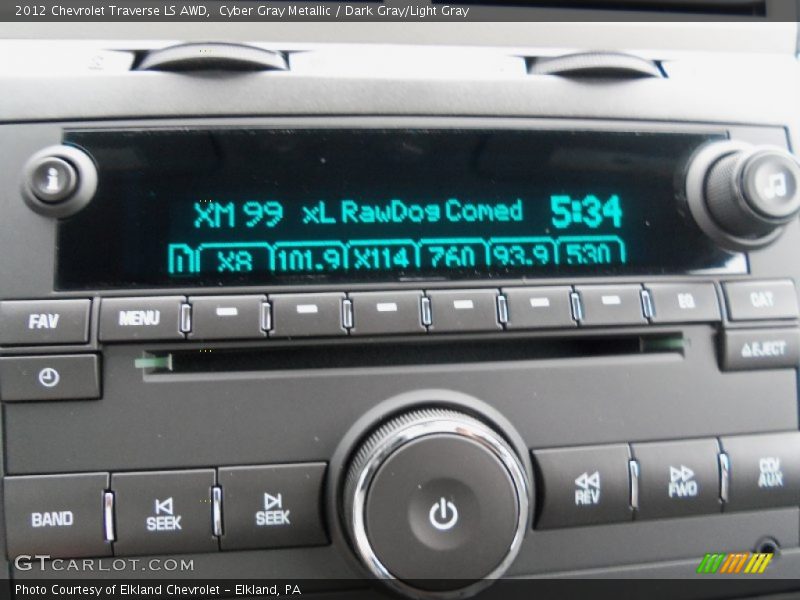 2012 Chevrolet Traverse LS AWD, Cyber Gray Metallic / Dark Gray/Light Gray
i
XM 99 xL RawDog Comed 5:34
X8 101.9 X114 760 93.9 530
FAV MENU EQ CAT
EJECT
BAND SEEK SEEK REV FWD CD/AUX
GTCARLOT.COM
Photo Courtesy of Elkland Chevrolet - Elkland, PA